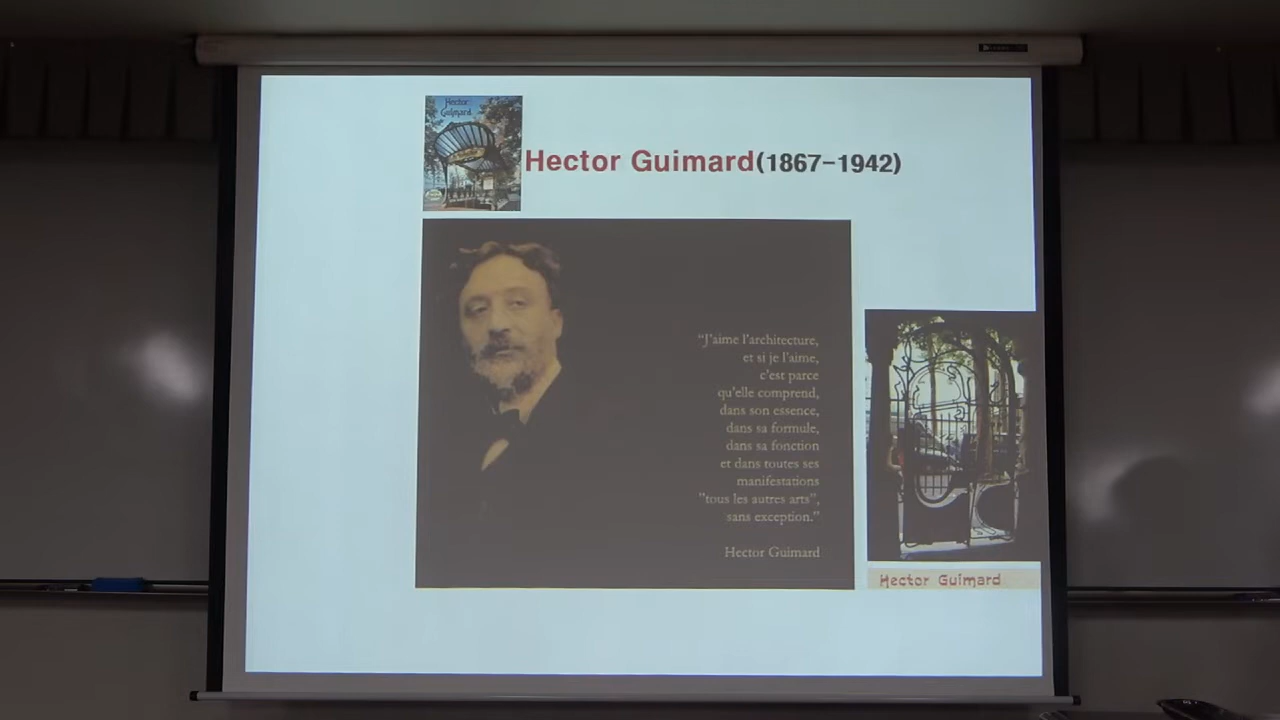 Hector
Guimard
Hector Guimard(1867-1942)
"J'aime l'architecture,
et si je l'aime,
c'est parce
qu'elle comprend,
dans son essence,
dans sa formule,
dans sa fonction
et dans toutes ses
manifestations
"tous les autres arts",
sans exception."
Hector Guimard
Hector Guimard